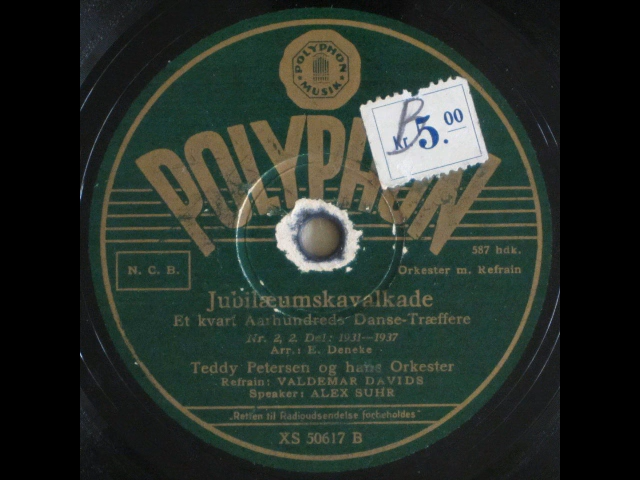 POLYPHON
MUSIK
POLYPHON
B
Kr. 5.00
587 hdk.
N. C. B.
Orkester m. Refrain
Jubilæumskavalkade
Et kvart Aarhundreds Danse-Træffere
Nr. 2, 2. Del: 1931—1937
Arr.: E. Deneke
Teddy Petersen og hans Orkester
Refrain: VALDEMAR DAVIDS
Speaker: ALEX SUHR
„Retten til Radioudsendelse forbeholdes"
XS 50617 B